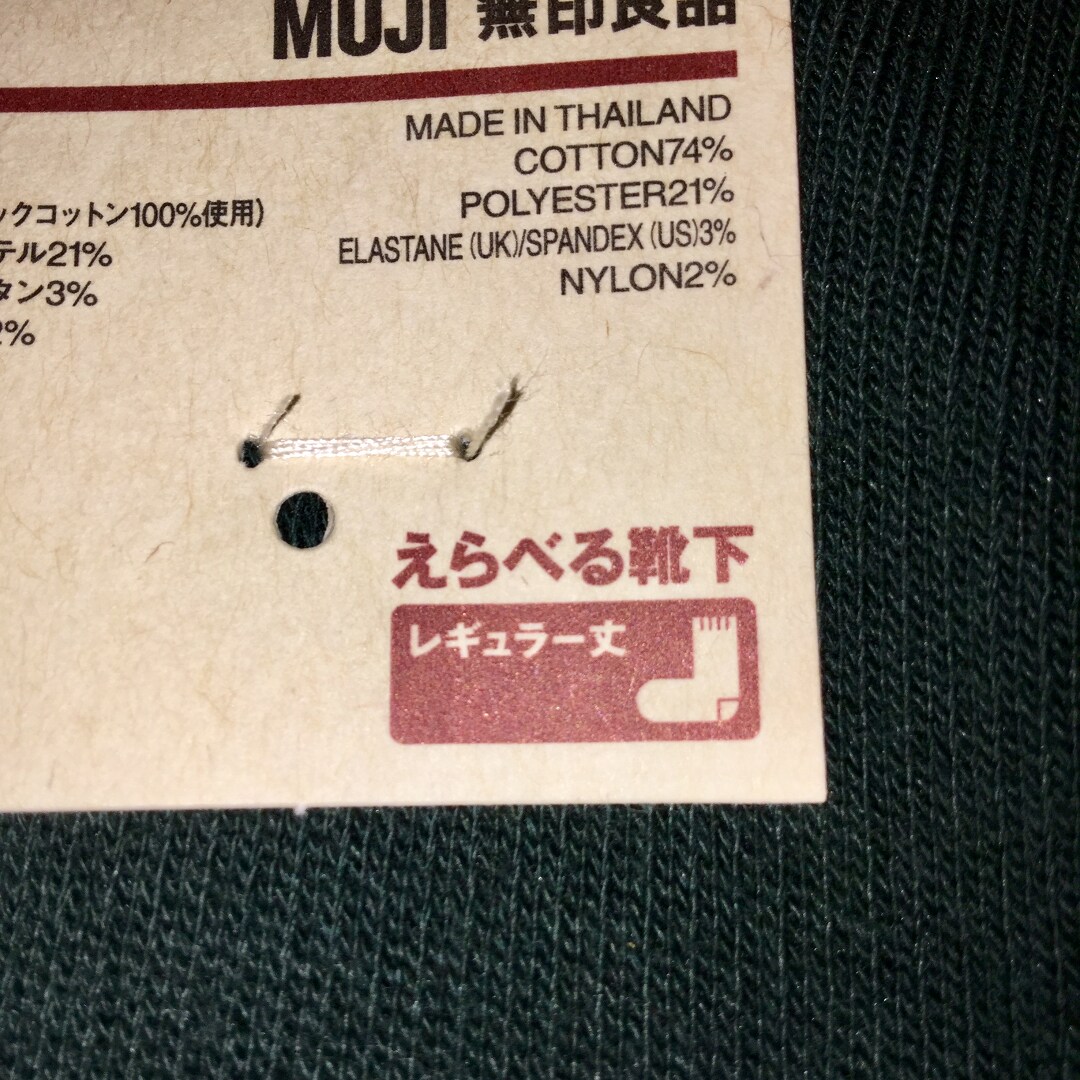 MUJI 無印良品
MADE IN THAILAND
COTTON74%
POLYESTER21%
ELASTANE (UK)/SPANDEX (US)3%
NYLON2%
ックコットン100%使用)
テル21%
タン3%
2%
えらべる靴下
レギュラー丈